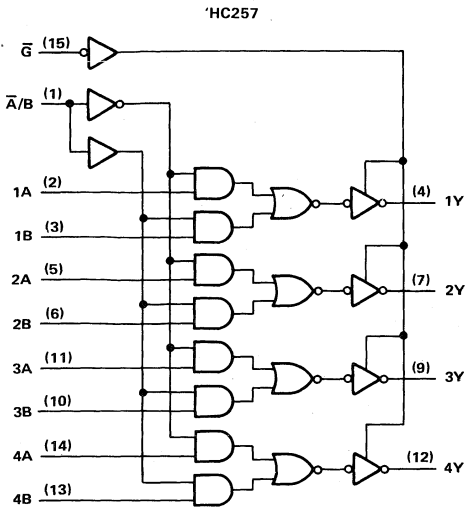 'HC257
G̅ (15)
A̅/B (1)
1A (2)
(4) 1Y
1B (3)
2A (5)
(7) 2Y
2B (6)
3A (11)
(9) 3Y
3B (10)
4A (14)
(12) 4Y
4B (13)